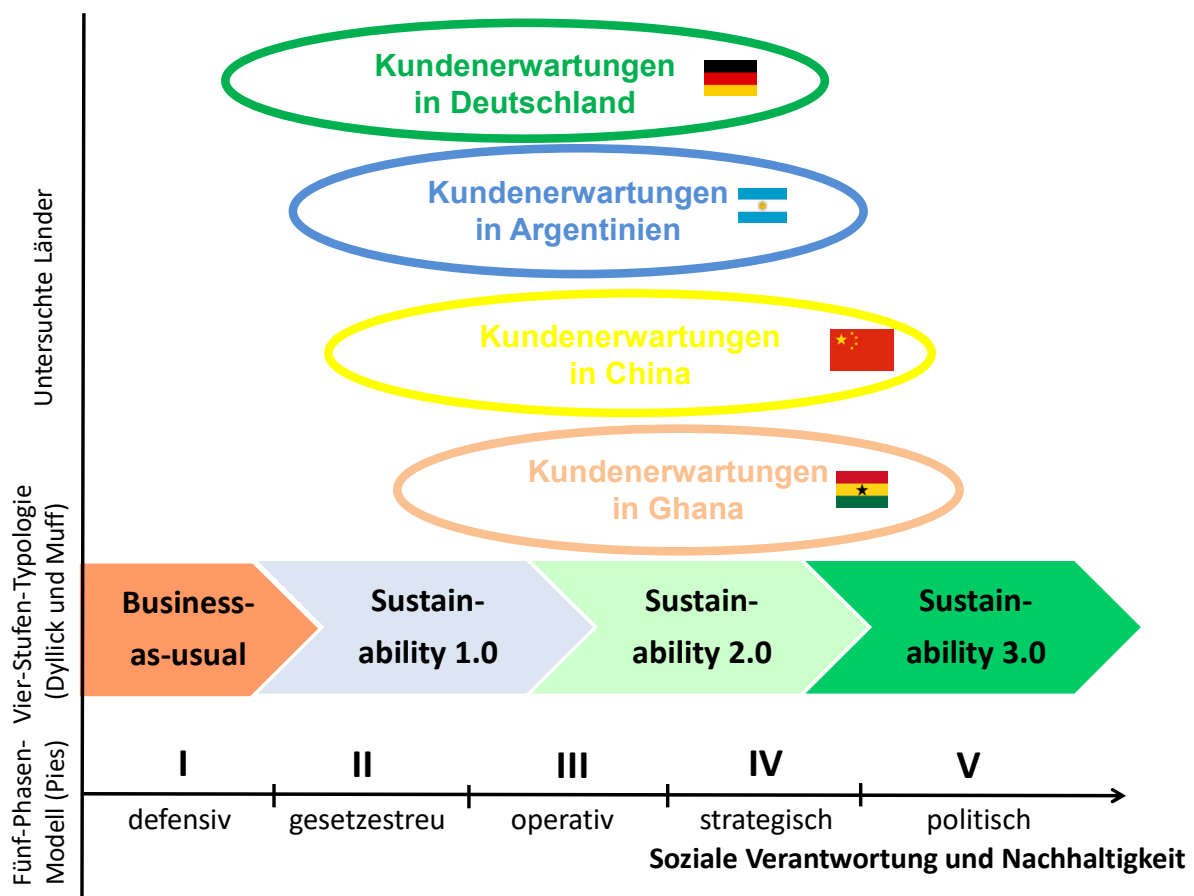 Kundenerwartungen
in Deutschland
Kundenerwartungen
in Argentinien
Kundenerwartungen
in China
Kundenerwartungen
in Ghana
Untersuchte Länder
Vier-Stufen-Typologie
(Dyllick und Muff)
Business-
as-usual
Sustain-
ability 1.0
Sustain-
ability 2.0
Sustain-
ability 3.0
Fünf-Phasen-
Modell (Pies)
I II III IV V
defensiv gesetzestreu operativ strategisch politisch
Soziale Verantwortung und Nachhaltigkeit